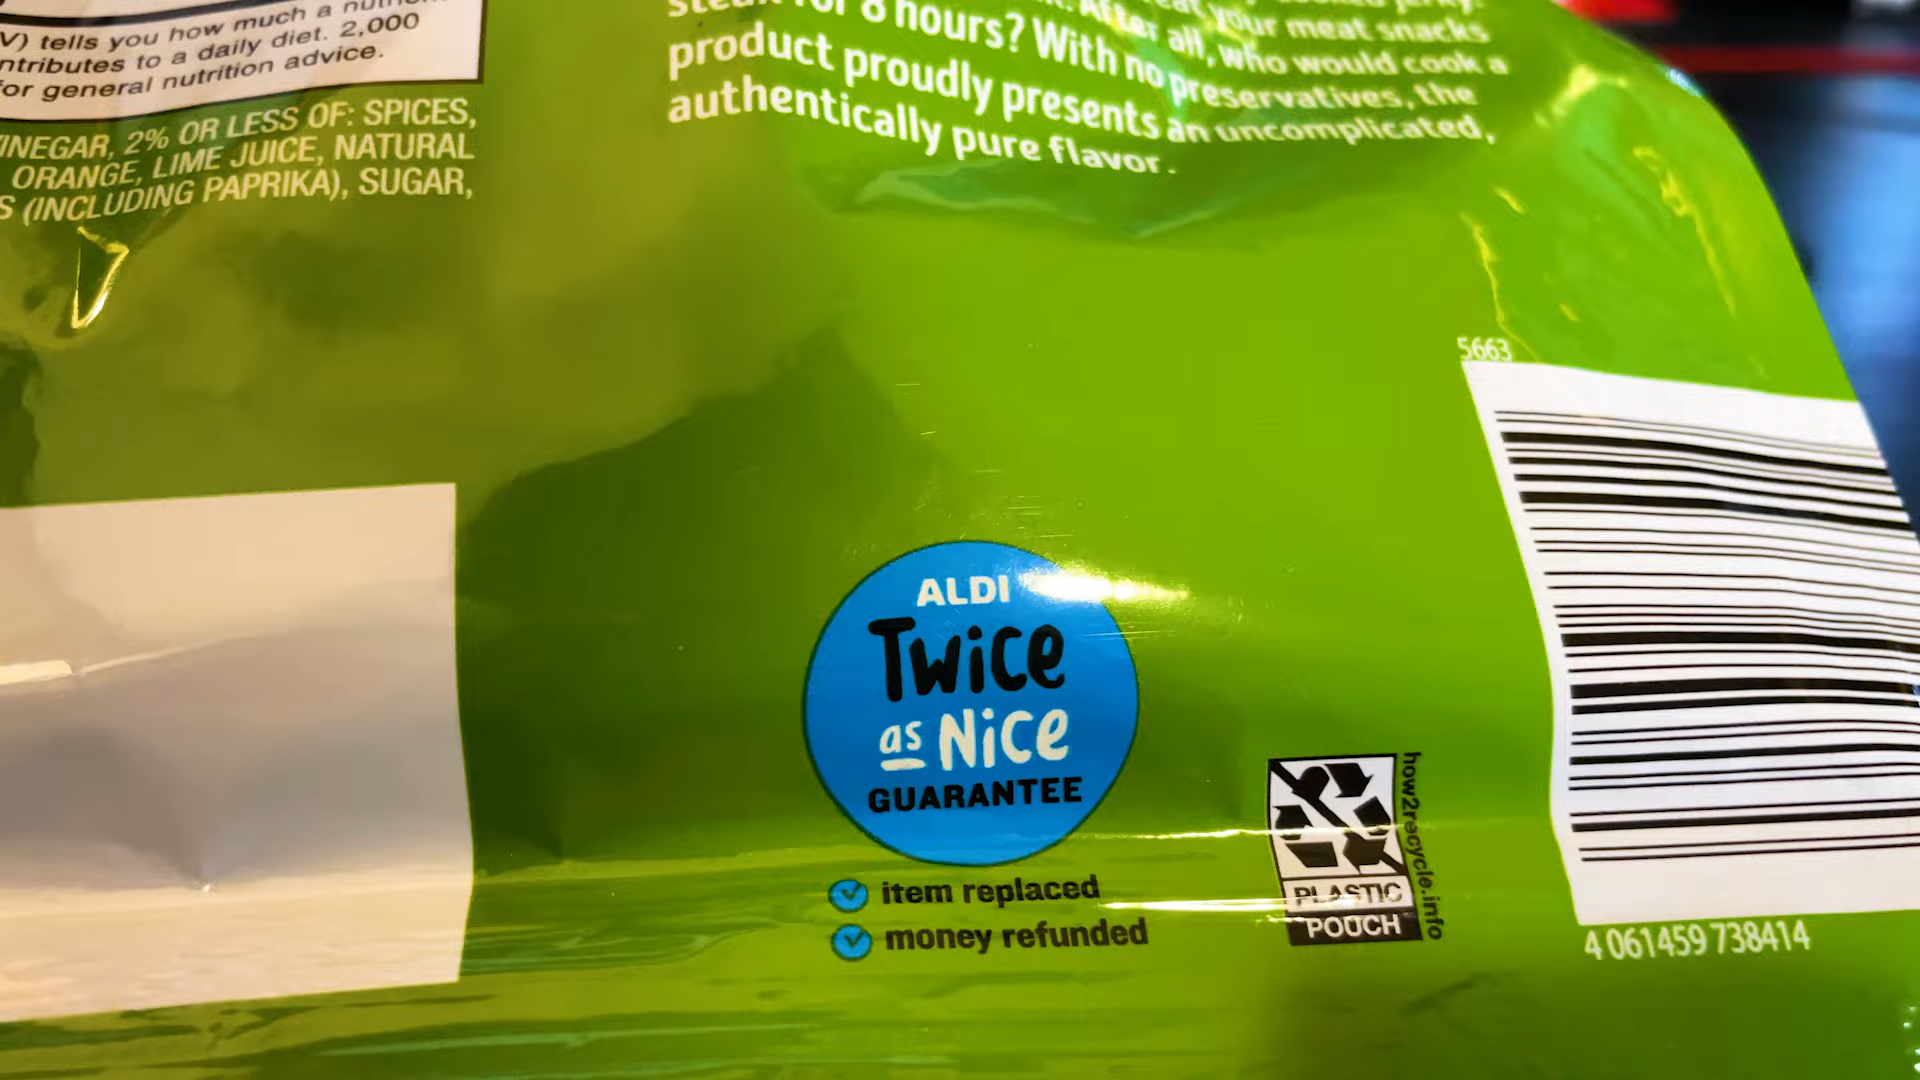 V) tells you how much a
ntributes to a daily diet. 2,000
for general nutrition advice.
INEGAR, 2% OR LESS OF: SPICES,
ORANGE, LIME JUICE, NATURAL
S (INCLUDING PAPRIKA), SUGAR,
your meat snacks
After all, who would cook a
steak for 8 hours? With no preservatives, the
product proudly presents an uncomplicated,
authentically pure flavor.
5663
4 061459 738414
ALDI
Twice
as Nice
GUARANTEE
item replaced
money refunded
PLASTIC
POUCH
how2recycle.info